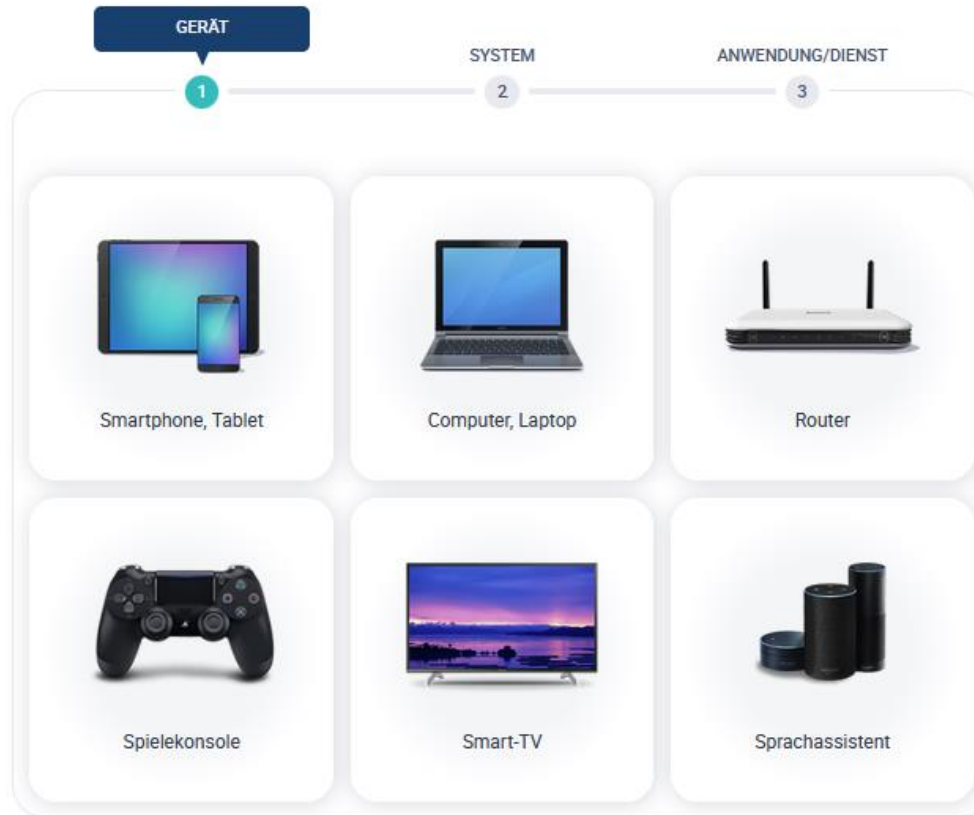 GERÄT
SYSTEM
ANWENDUNG/DIENST
1
2
3
Smartphone, Tablet
Computer, Laptop
Router
Spielekonsole
Smart-TV
Sprachassistent